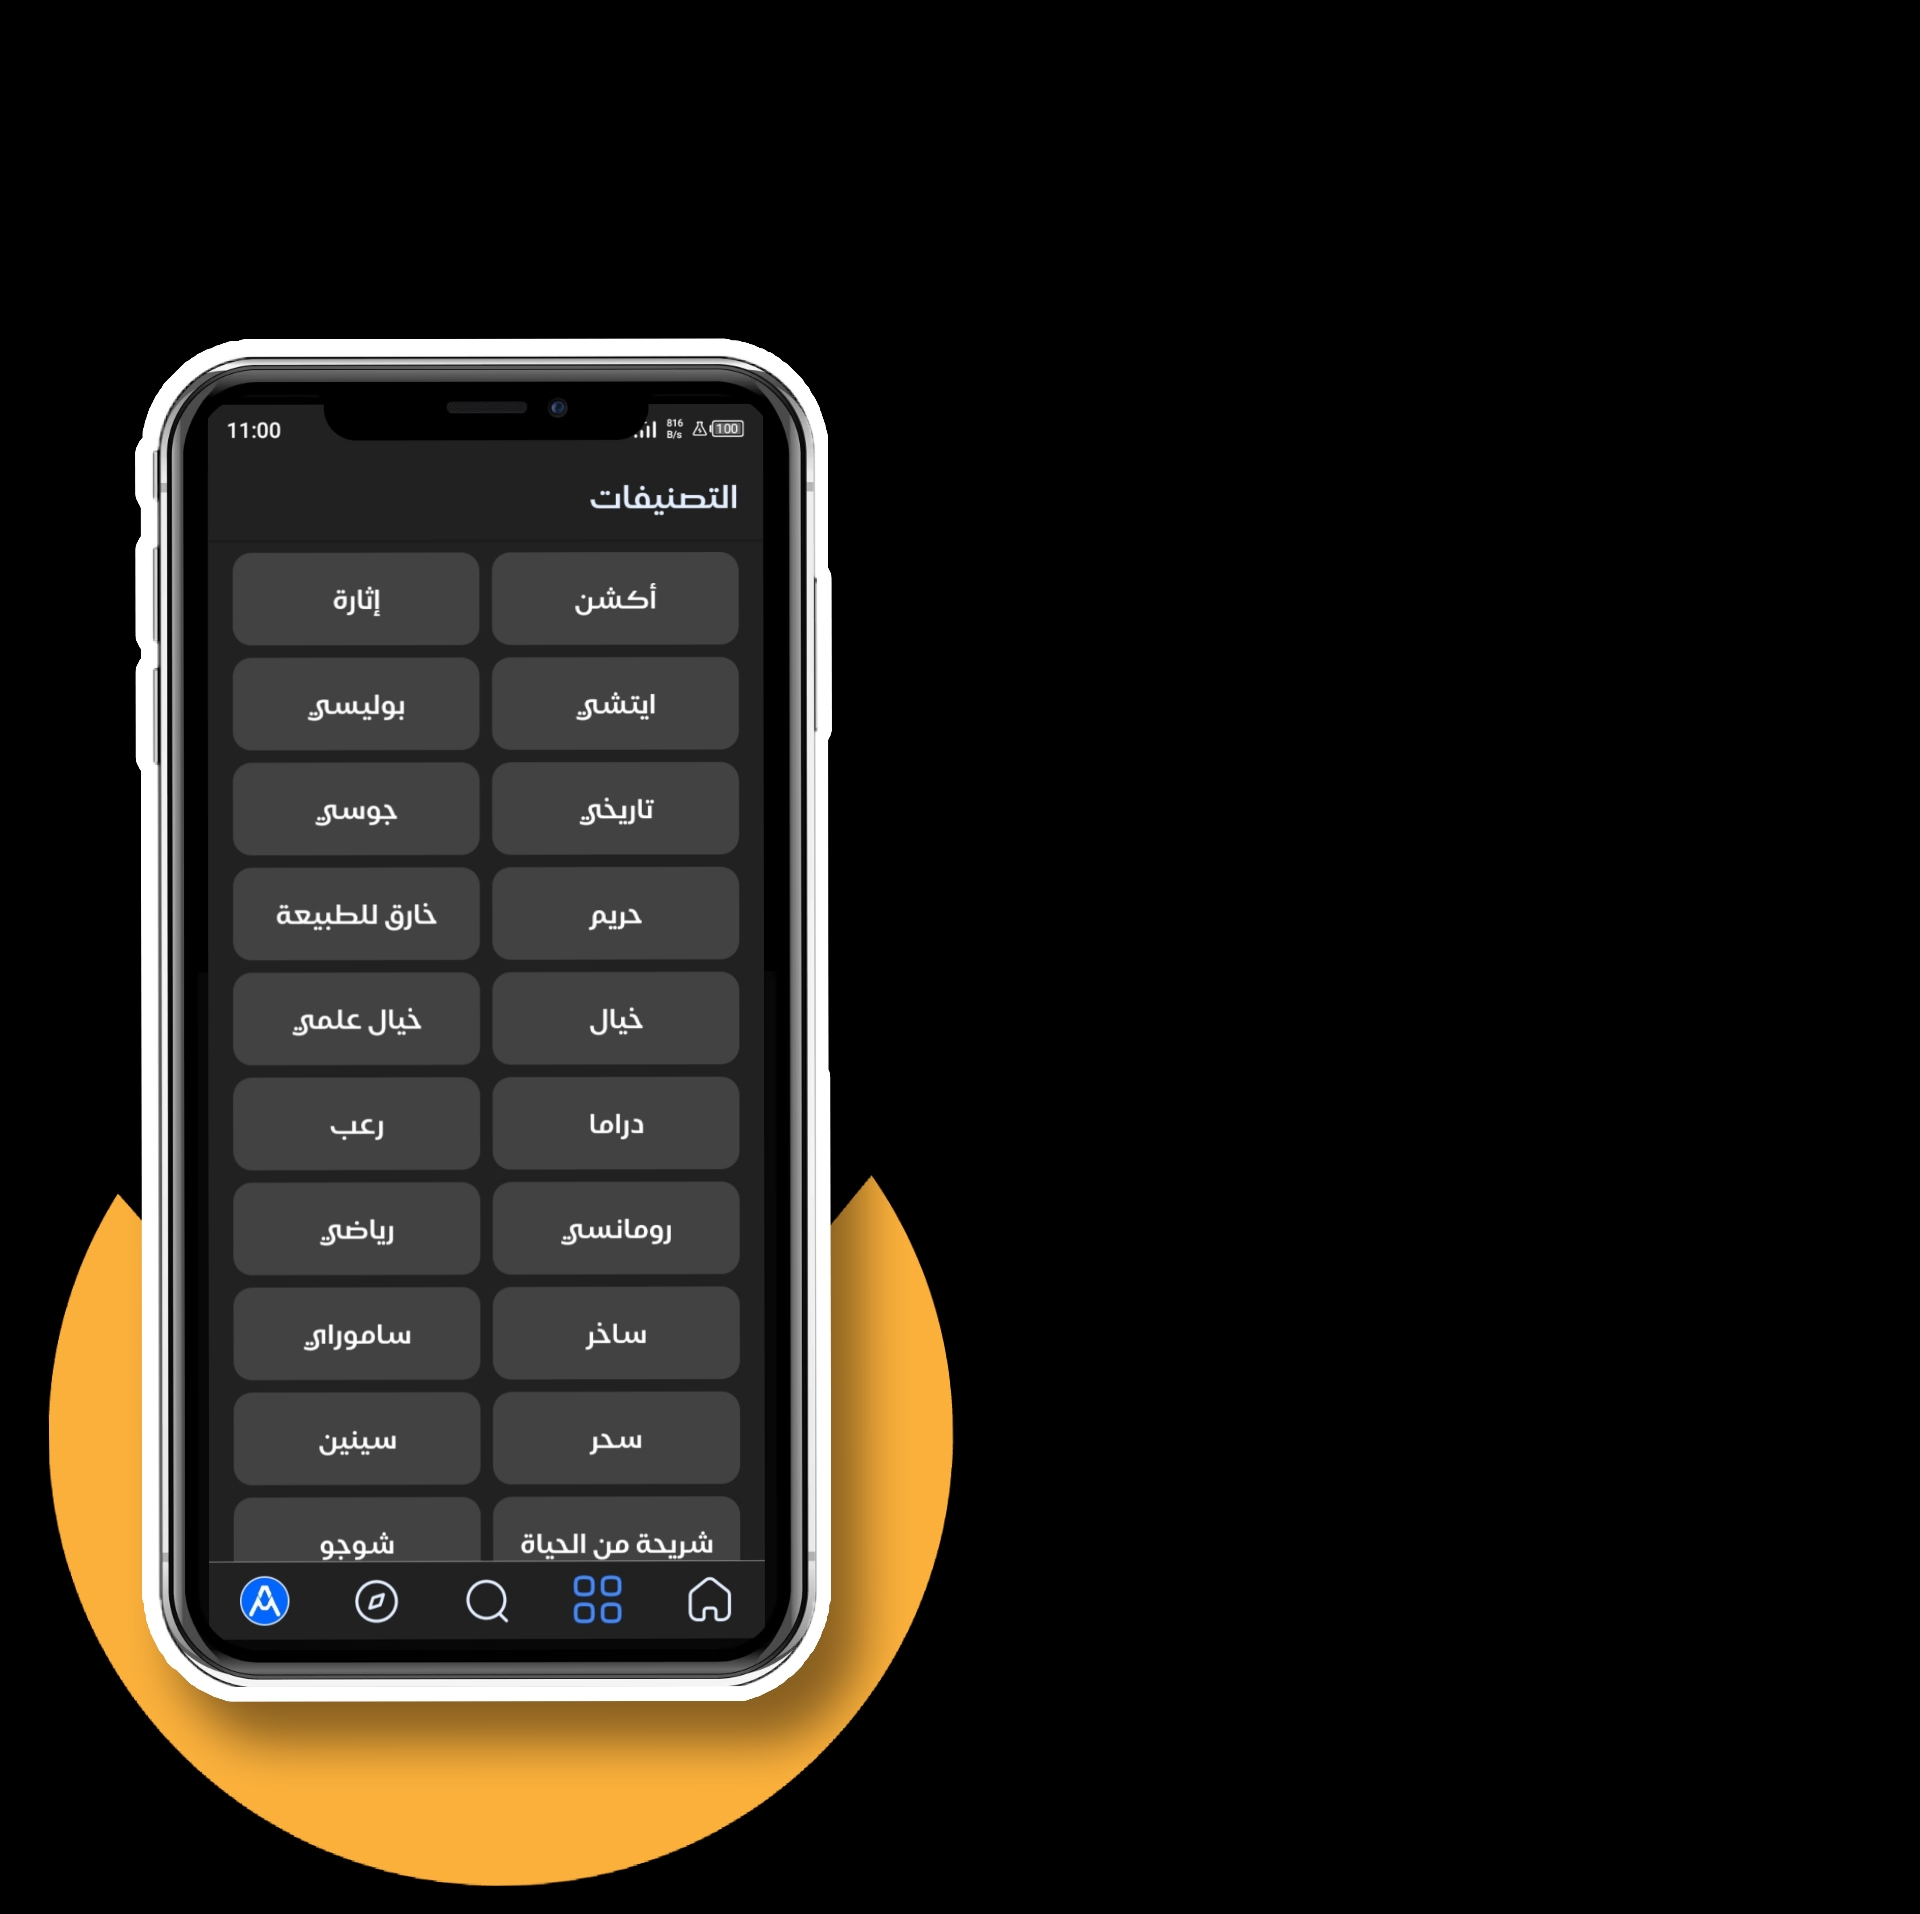 11:00 816 B/s 100
التصنيفات
أكشن إثارة
ايتشي بوليسي
تاريخي جوسي
حريم خارق للطبيعة
خيال خيال علمي
دراما رعب
رومانسي رياضي
ساخر ساموراي
سحر سينين
شريحة من الحياة شوجو